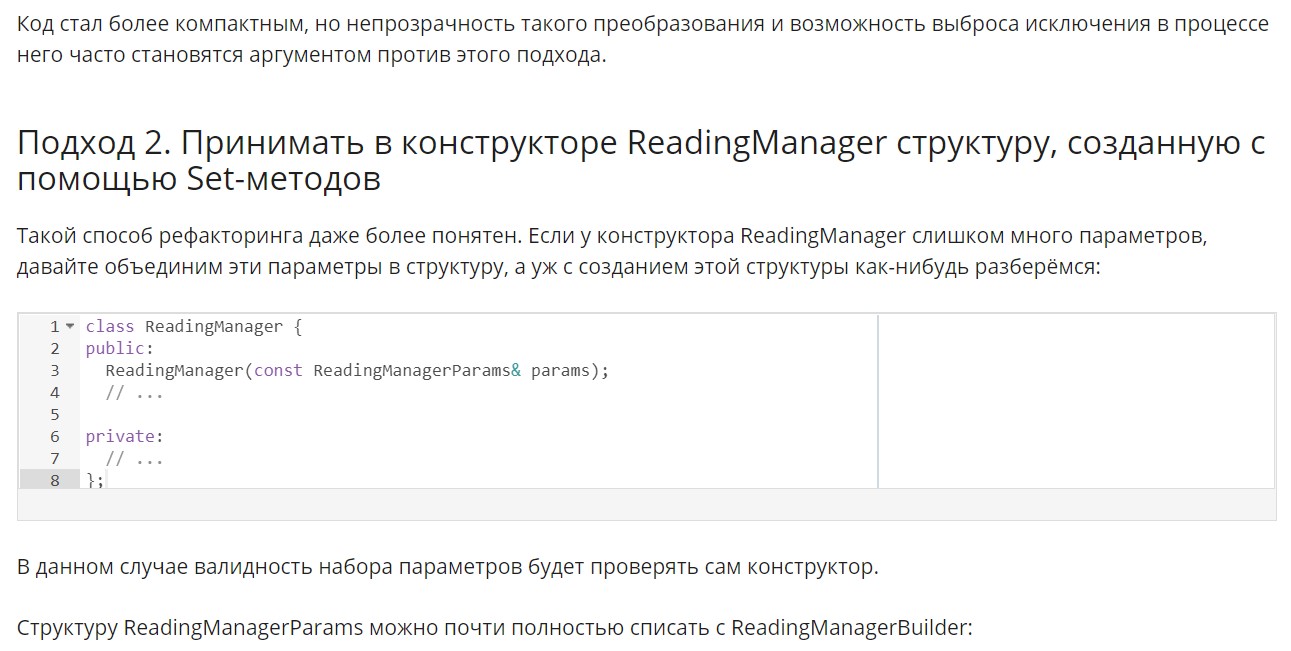 Код стал более компактным, но непрозрачность такого преобразования и возможность выброса исключения в процессе
него часто становятся аргументом против этого подхода.
Подход 2. Принимать в конструкторе ReadingManager структуру, созданную с
помощью Set-методов
Такой способ рефакторинга даже более понятен. Если у конструктора ReadingManager слишком много параметров,
давайте объединим эти параметры в структуру, а уж с созданием этой структуры как-нибудь разберёмся:
1 class ReadingManager {
2 public:
3   ReadingManager(const ReadingManagerParams& params);
4   // ...
5
6 private:
7   // ...
8 };
В данном случае валидность набора параметров будет проверять сам конструктор.
Структуру ReadingManagerParams можно почти полностью списать с ReadingManagerBuilder: